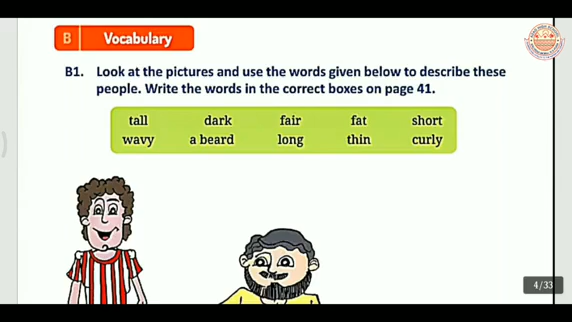 B Vocabulary
B1. Look at the pictures and use the words given below to describe these
people. Write the words in the correct boxes on page 41.
tall dark fair fat short
wavy a beard long thin curly
4/33